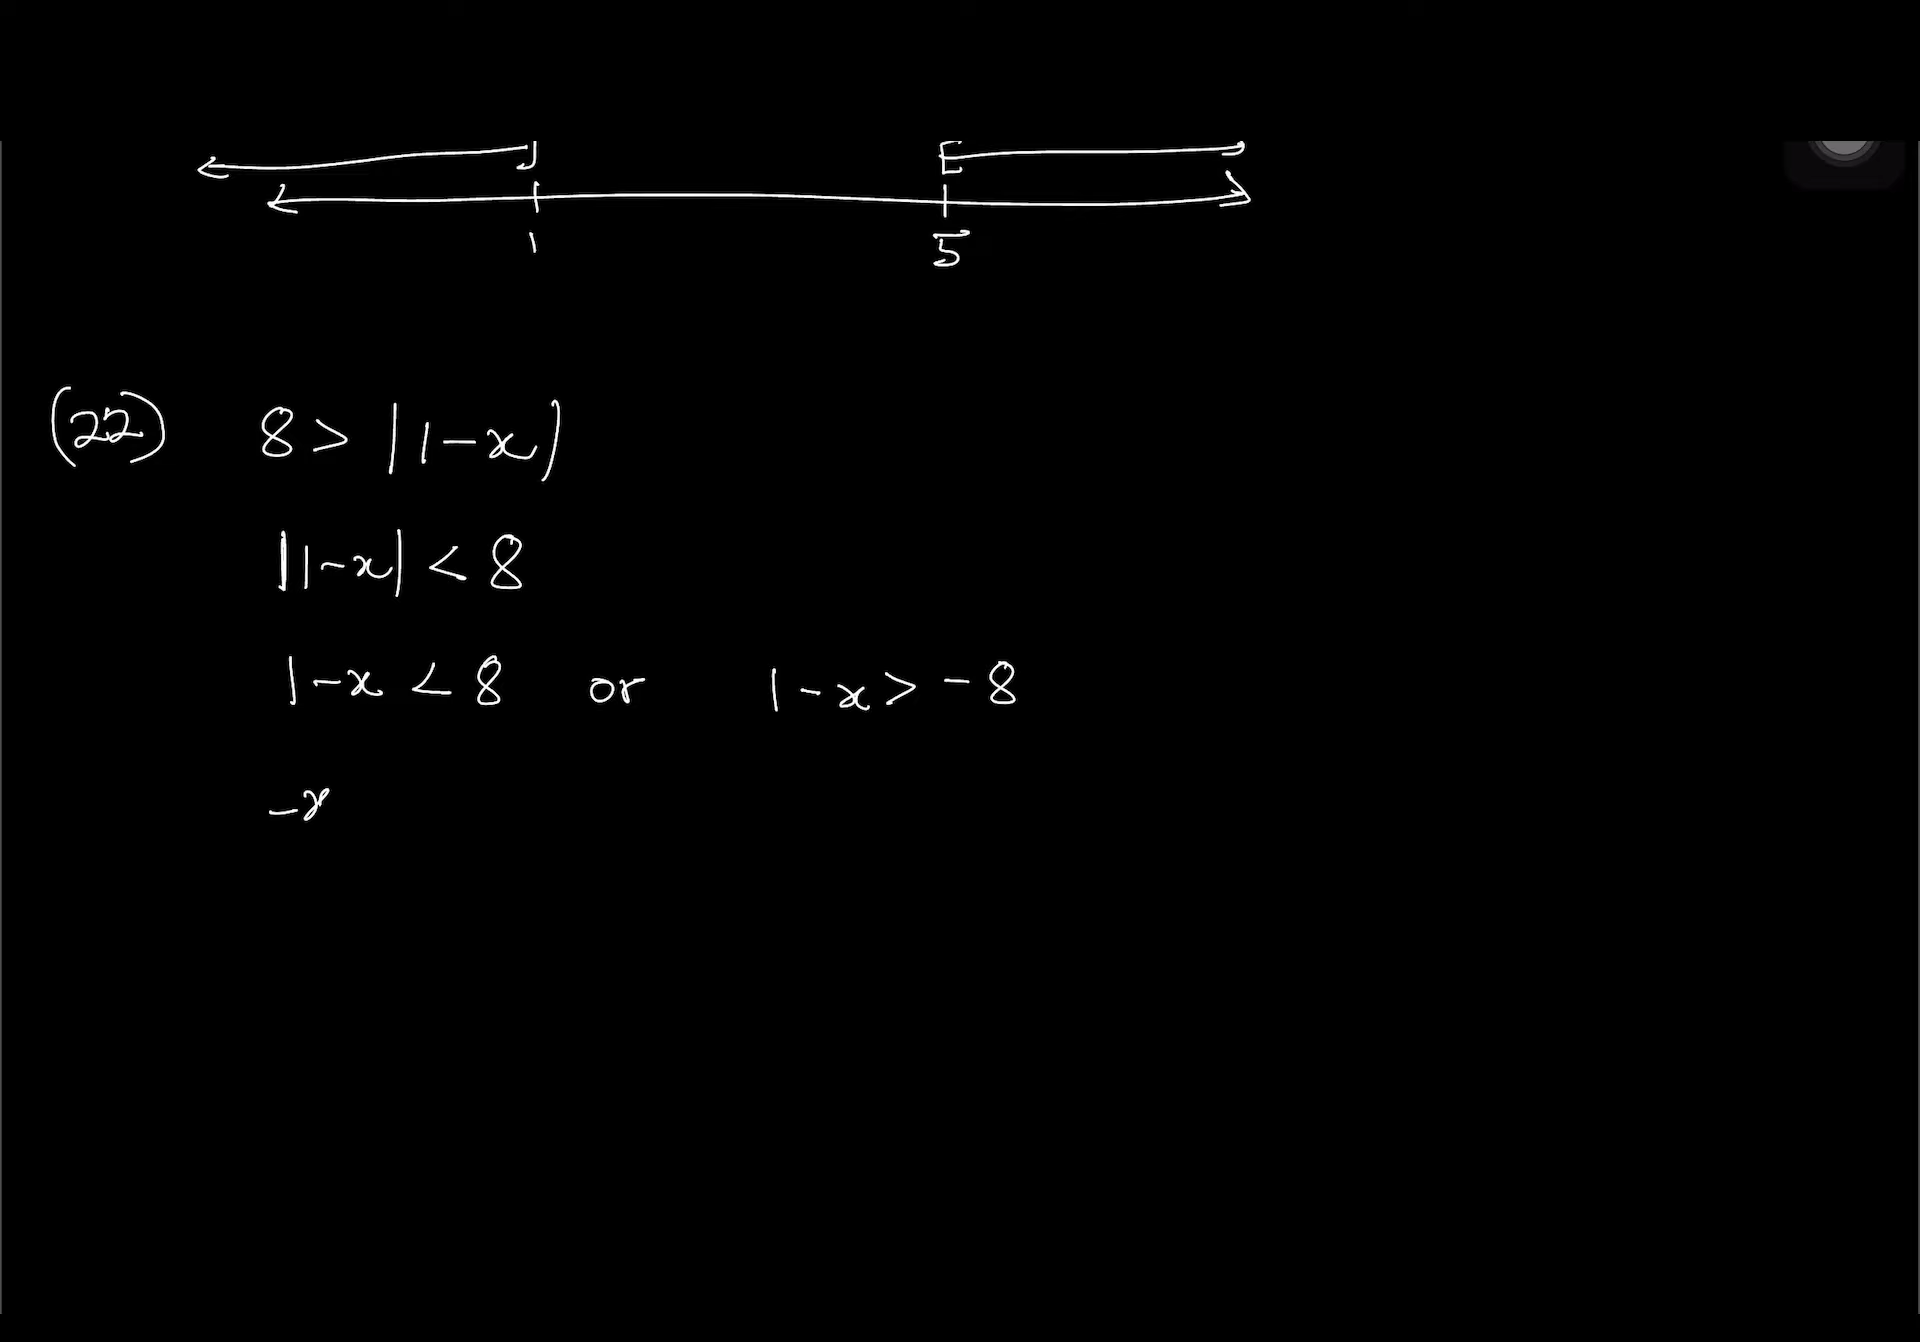 1 5
(22) 8 > |1-x|
|1-x| < 8
1-x < 8 or 1-x > -8
-x